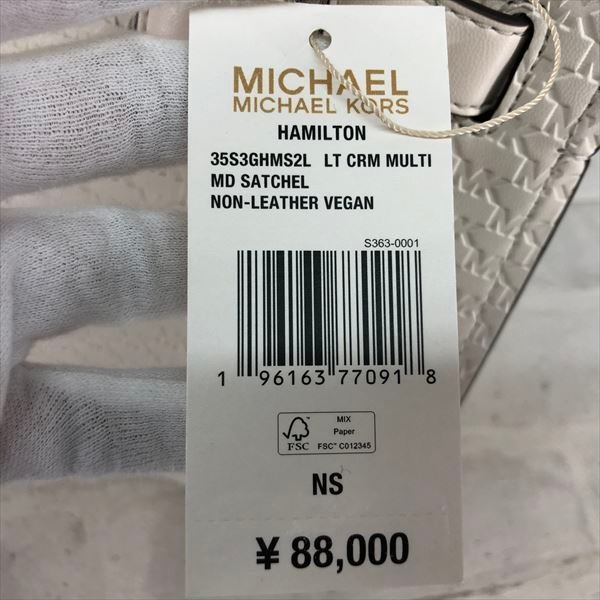 MICHAEL
MICHAEL KORS
HAMILTON
35S3GHMS2L LT CRM MULTI
MD SATCHEL
NON-LEATHER VEGAN
S363-0001
1 96163 77091 8
FSC
MIX
Paper
FSC™ C012345
NS
¥ 88,000